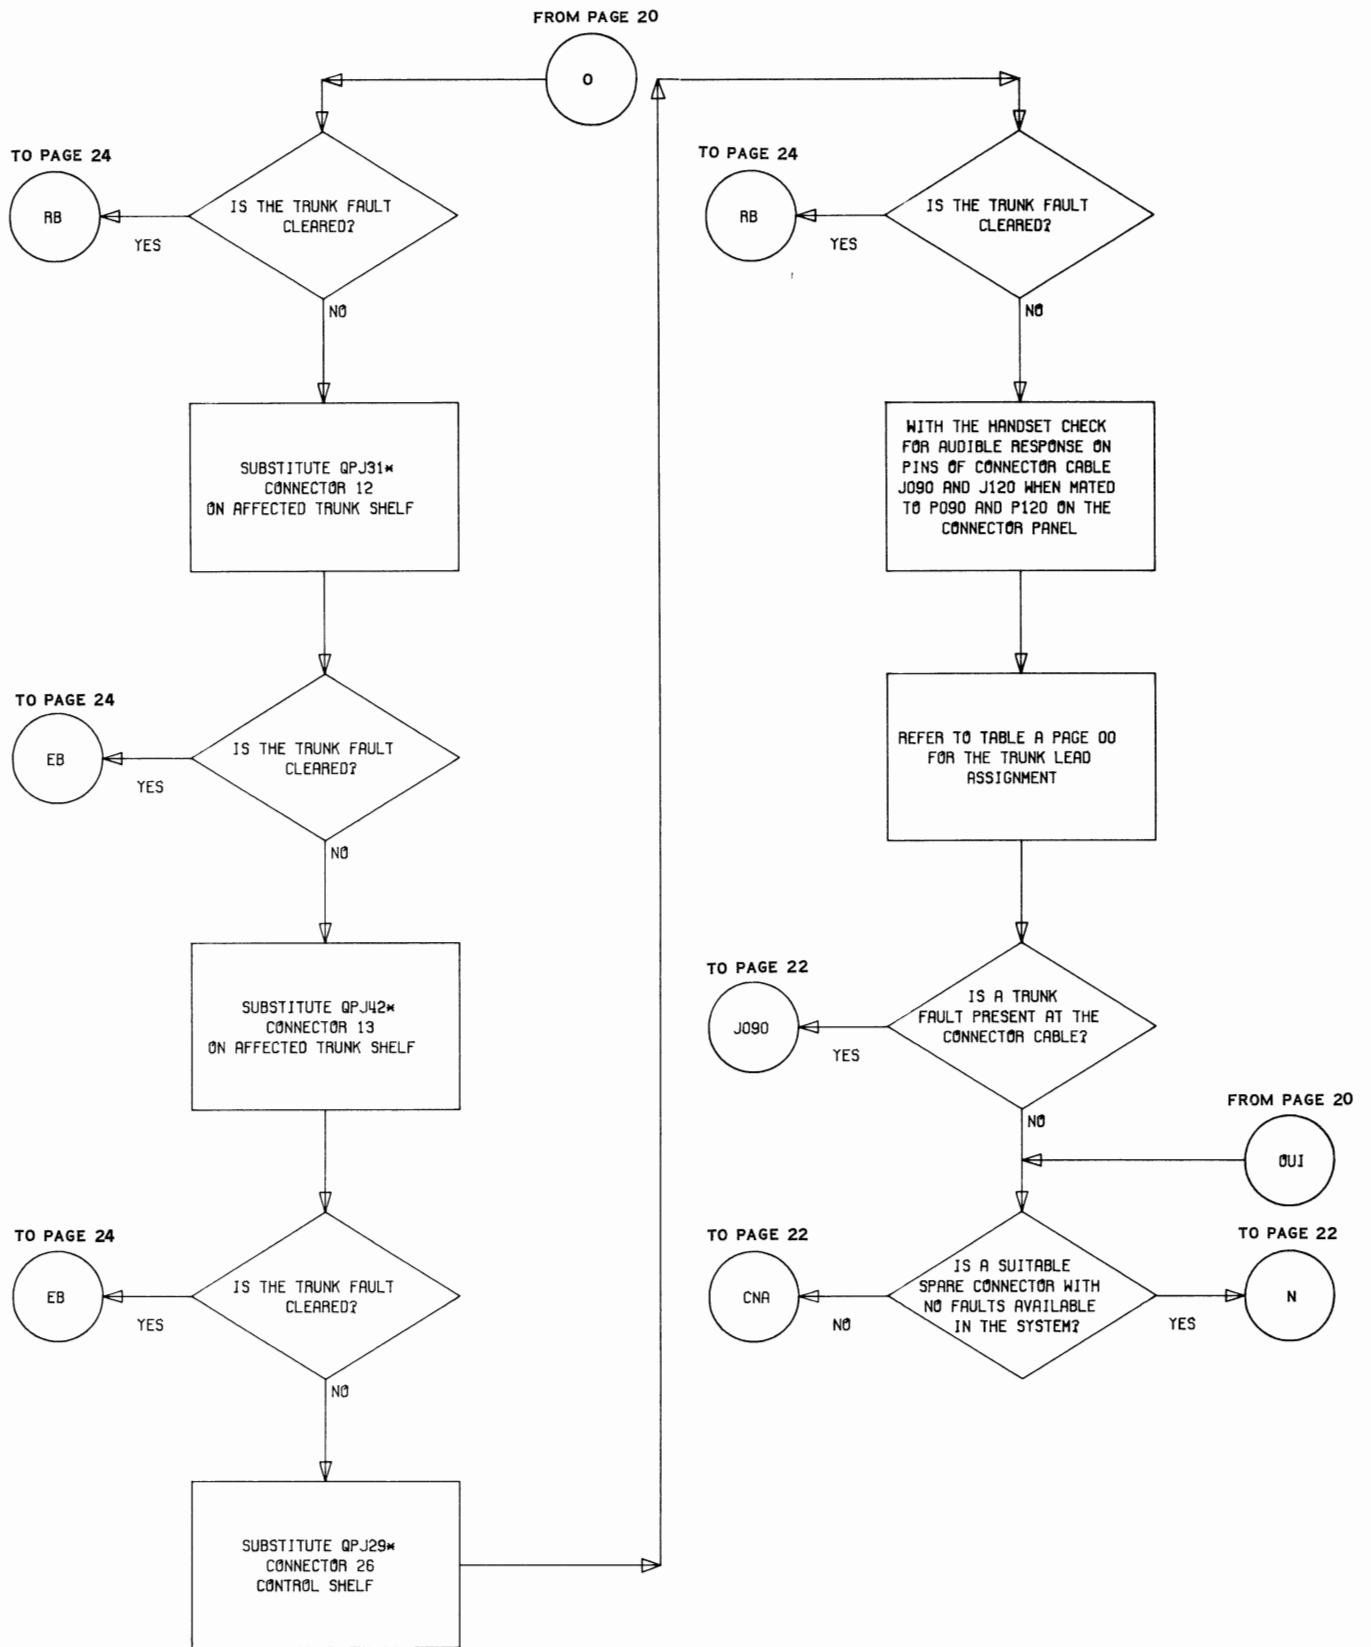 FROM PAGE 20
O
TO PAGE 24
RB
YES
IS THE TRUNK FAULT
CLEARED?
NO
SUBSTITUTE QPJ31*
CONNECTOR 12
ON AFFECTED TRUNK SHELF
TO PAGE 24
EB
YES
IS THE TRUNK FAULT
CLEARED?
NO
SUBSTITUTE QPJ42*
CONNECTOR 13
ON AFFECTED TRUNK SHELF
TO PAGE 24
EB
YES
IS THE TRUNK FAULT
CLEARED?
NO
SUBSTITUTE QPJ29*
CONNECTOR 26
CONTROL SHELF
TO PAGE 24
RB
YES
IS THE TRUNK FAULT
CLEARED?
NO
WITH THE HANDSET CHECK
FOR AUDIBLE RESPONSE ON
PINS OF CONNECTOR CABLE
J090 AND J120 WHEN MATED
TO P090 AND P120 ON THE
CONNECTOR PANEL
REFER TO TABLE A PAGE 00
FOR THE TRUNK LEAD
ASSIGNMENT
TO PAGE 22
J090
YES
IS A TRUNK
FAULT PRESENT AT THE
CONNECTOR CABLE?
NO
FROM PAGE 20
OUI
TO PAGE 22
CNA
NO
IS A SUITABLE
SPARE CONNECTOR WITH
NO FAULTS AVAILABLE
IN THE SYSTEM?
YES
TO PAGE 22
N